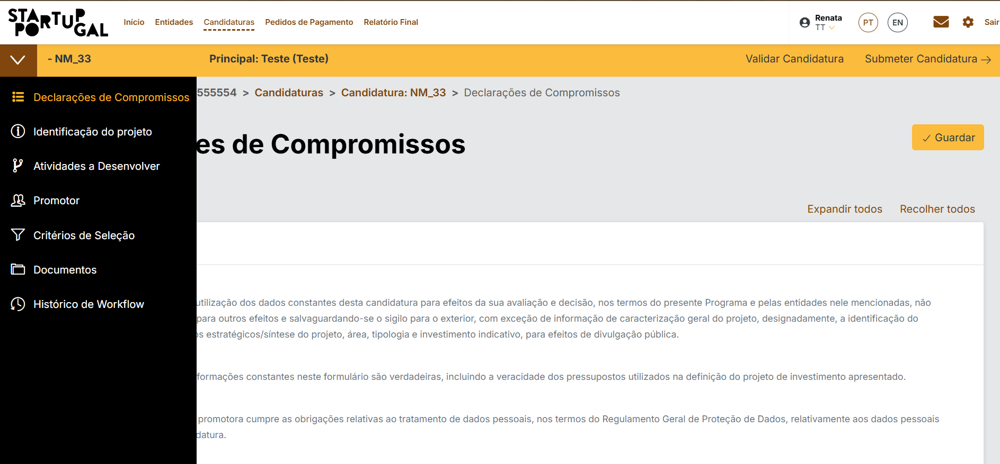 STARTUP
PORTUGAL
Início Entidades Candidaturas Pedidos de Pagamento Relatório Final
Renata
TT
PT EN Sair
- NM_33 Principal: Teste (Teste) Validar Candidatura Submeter Candidatura
555554 > Candidaturas > Candidatura: NM_33 > Declarações de Compromissos
Declarações de Compromissos
Identificação do projeto
Atividades a Desenvolver
Promotor
Critérios de Seleção
Documentos
Histórico de Workflow
es de Compromissos
Guardar
Expandir todos Recolher todos
utilização dos dados constantes desta candidatura para efeitos da sua avaliação e decisão, nos termos do presente Programa e pelas entidades nele mencionadas, não
para outros efeitos e salvaguardando-se o sigilo para o exterior, com exceção de informação de caracterização geral do projeto, designadamente, a identificação do
os estratégicos/síntese do projeto, área, tipologia e investimento indicativo, para efeitos de divulgação pública.
formações constantes neste formulário são verdadeiras, incluindo a veracidade dos pressupostos utilizados na definição do projeto de investimento apresentado.
promotora cumpre as obrigações relativas ao tratamento de dados pessoais, nos termos do Regulamento Geral de Proteção de Dados, relativamente aos dados pessoais
datura.